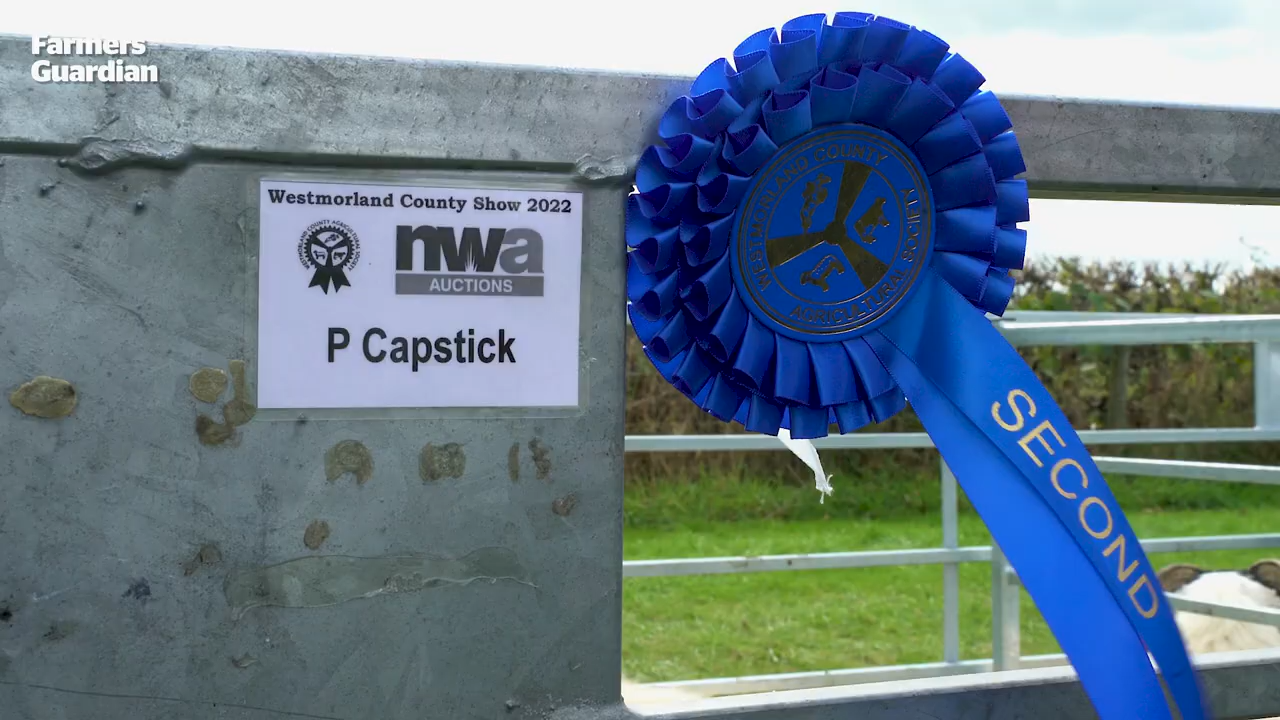 Farmers
Guardian
Westmorland County Show 2022
nwa
AUCTIONS
P Capstick
WESTMORLAND COUNTY
AGRICULTURAL SOCIETY
SECOND